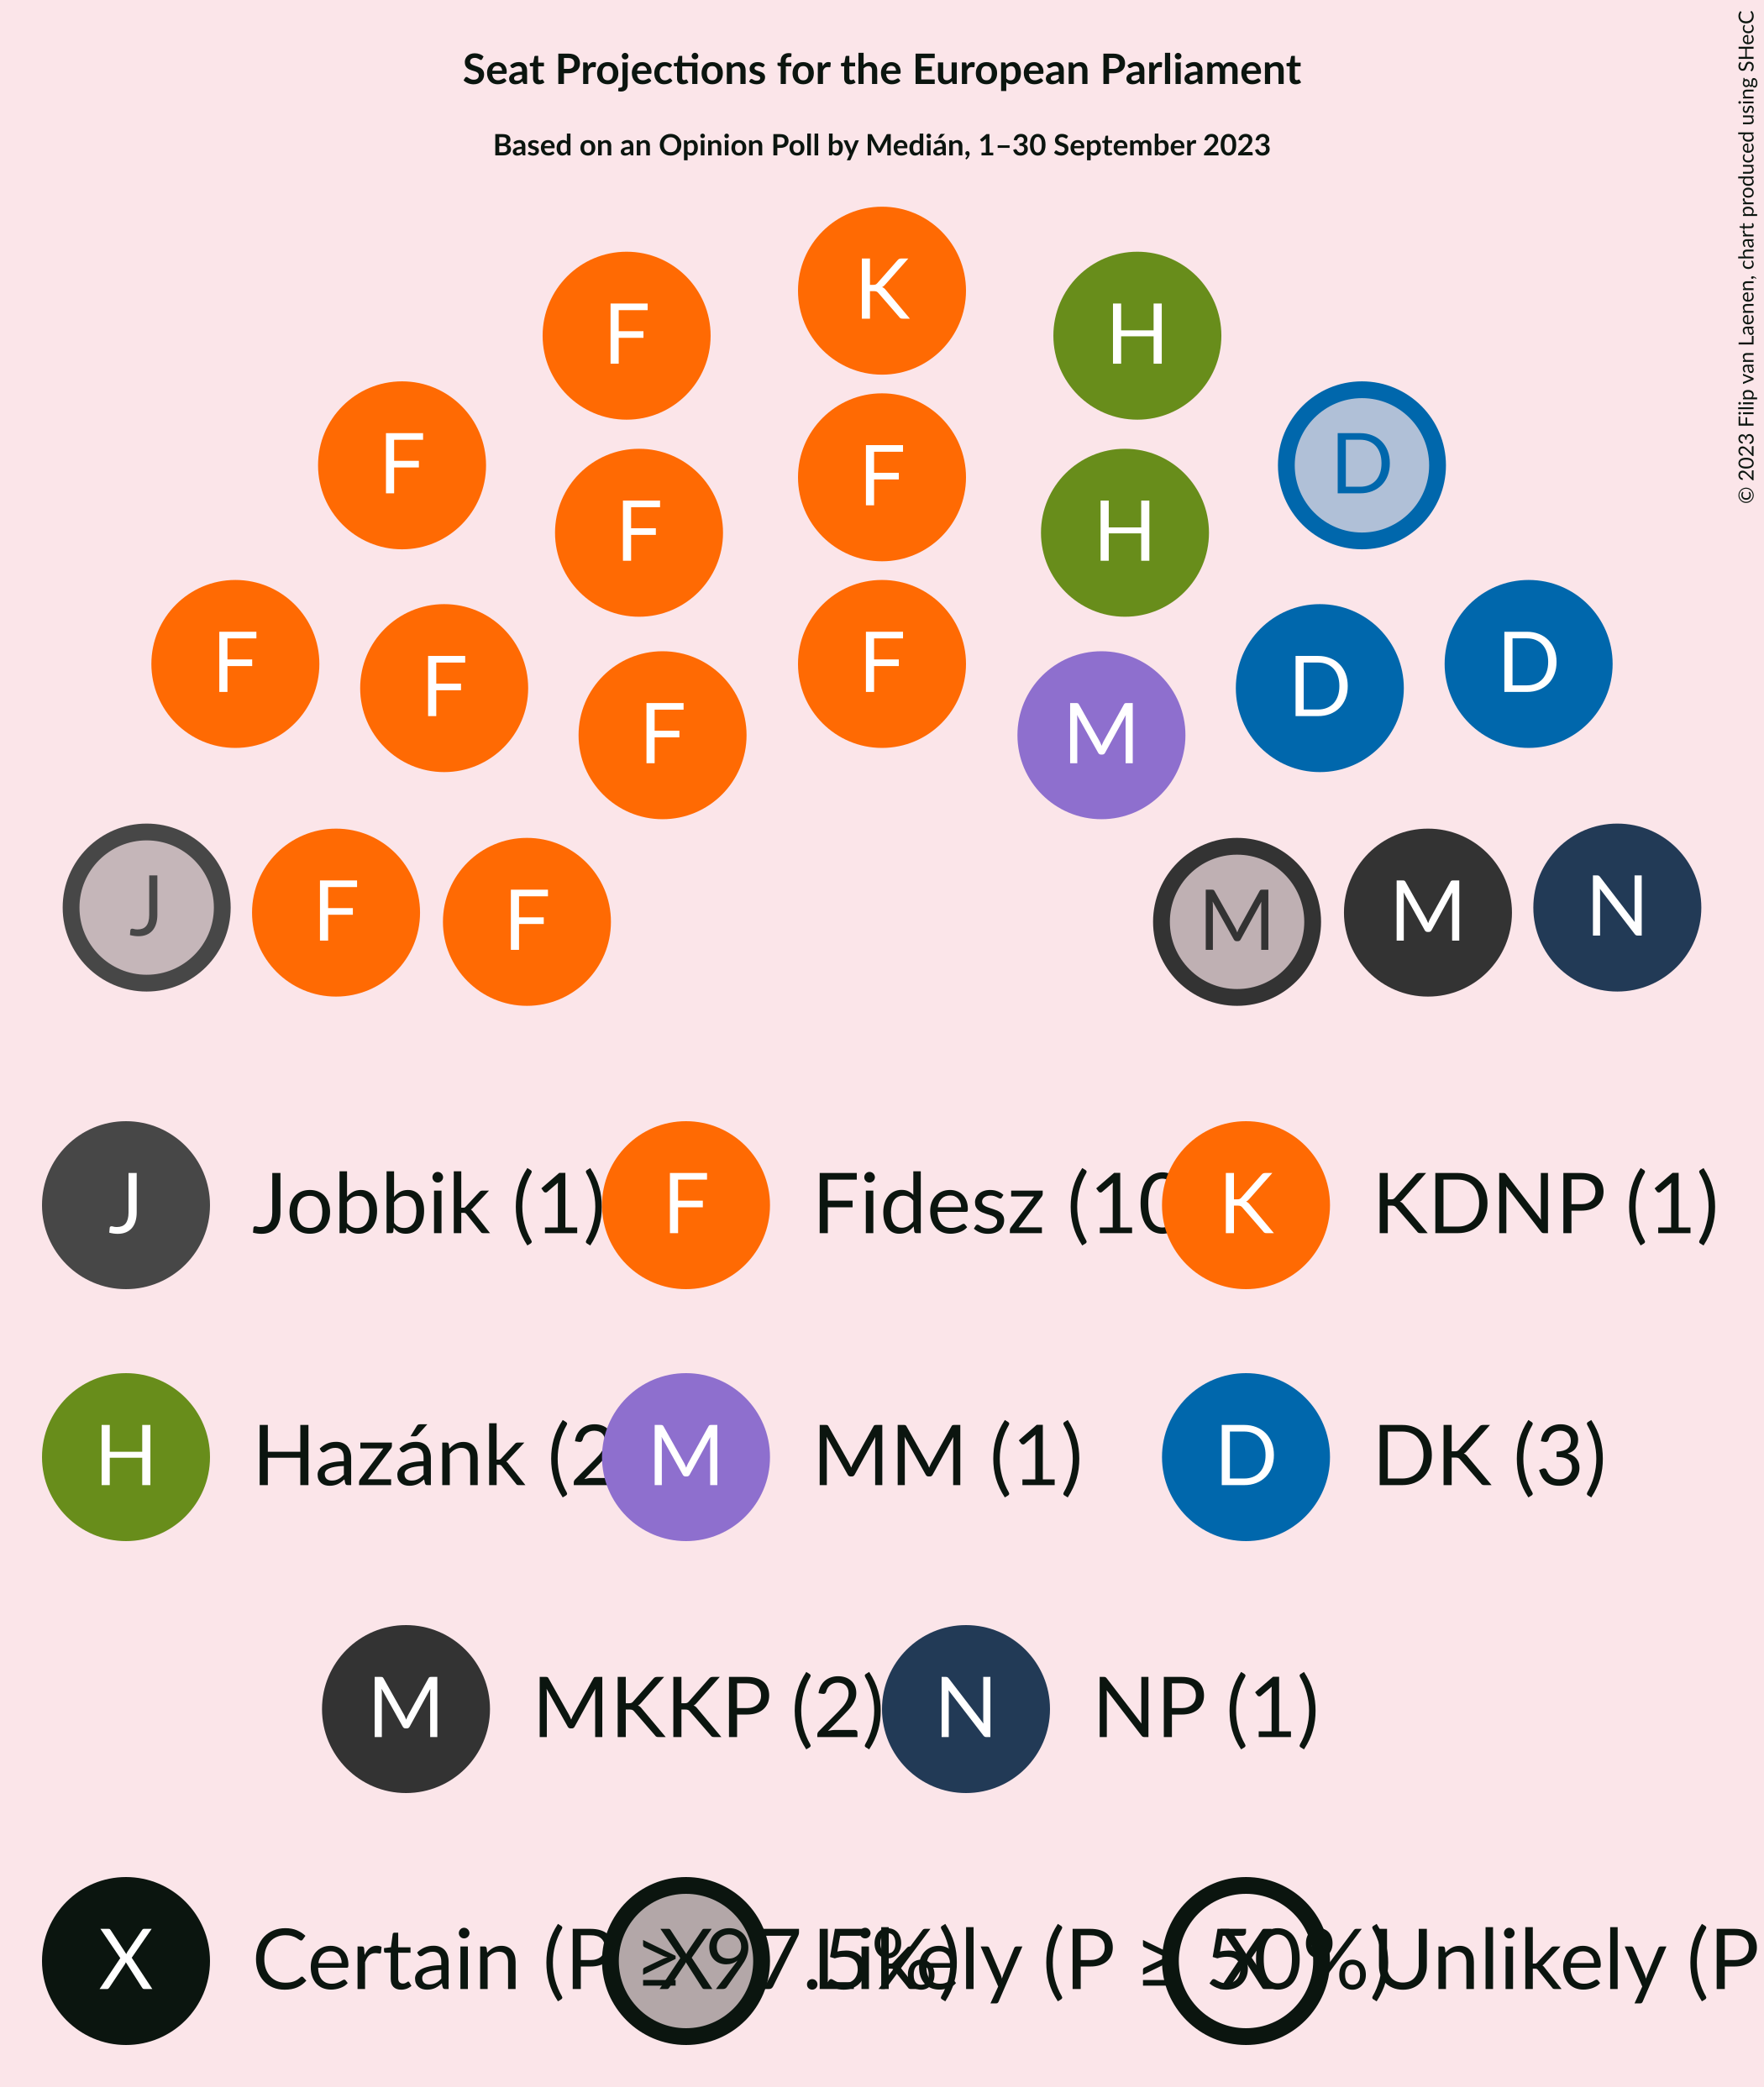 Seat Projections for the European Parliament
Based on an Opinion Poll by Medián, 1–30 September 2023
© 2023 Filip van Laenen, chart produced using SHecC
K
F H
F F D
F H
F F D
F F D
F M
J F F M M N
J Jobbik (1) F Fidesz (10 K KDNP (1)
H Hazánk (2 M MM (1) D DK (3)
M MKKP (2) N NP (1)
X Certain (P ≥ 97.5%) X Likely (P ≥ 50%) X Unlikely (P